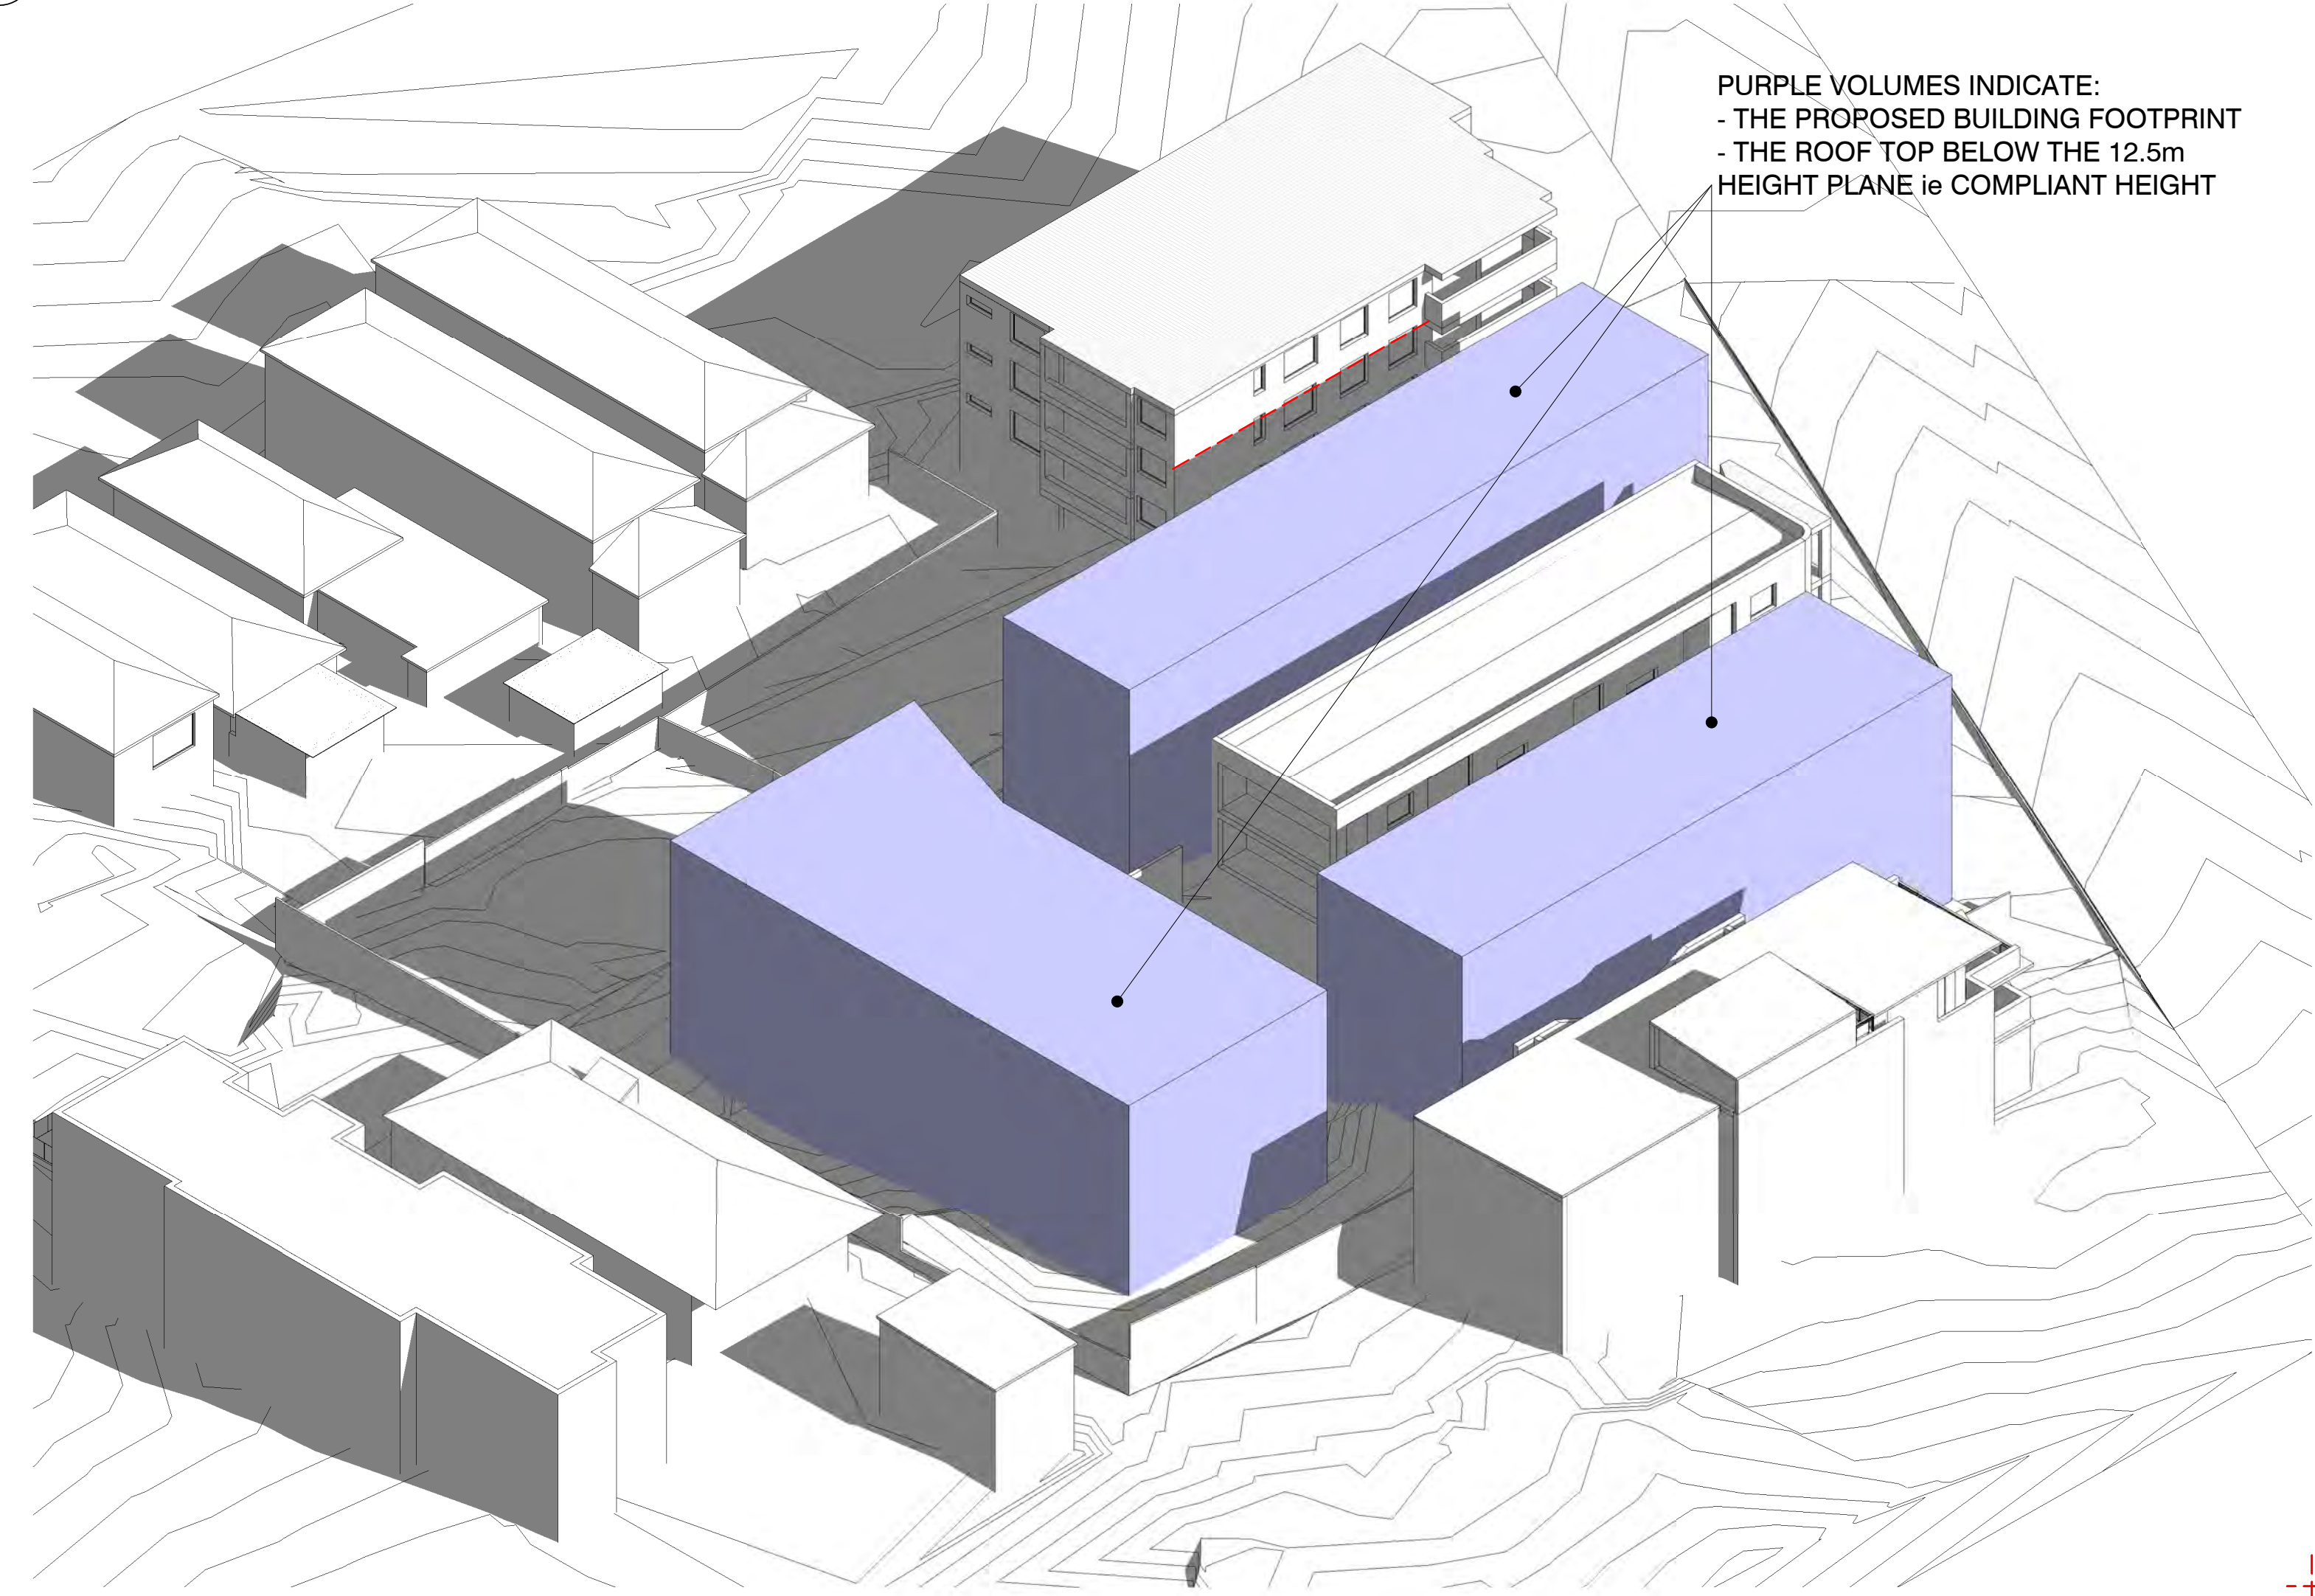 PURPLE VOLUMES INDICATE:
- THE PROPOSED BUILDING FOOTPRINT
- THE ROOF TOP BELOW THE 12.5m
HEIGHT PLANE ie COMPLIANT HEIGHT